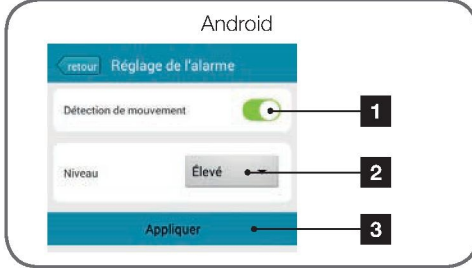 Android
retour Réglage de l'alarme
Détection de mouvement 1
Niveau Élevé 2
Appliquer 3